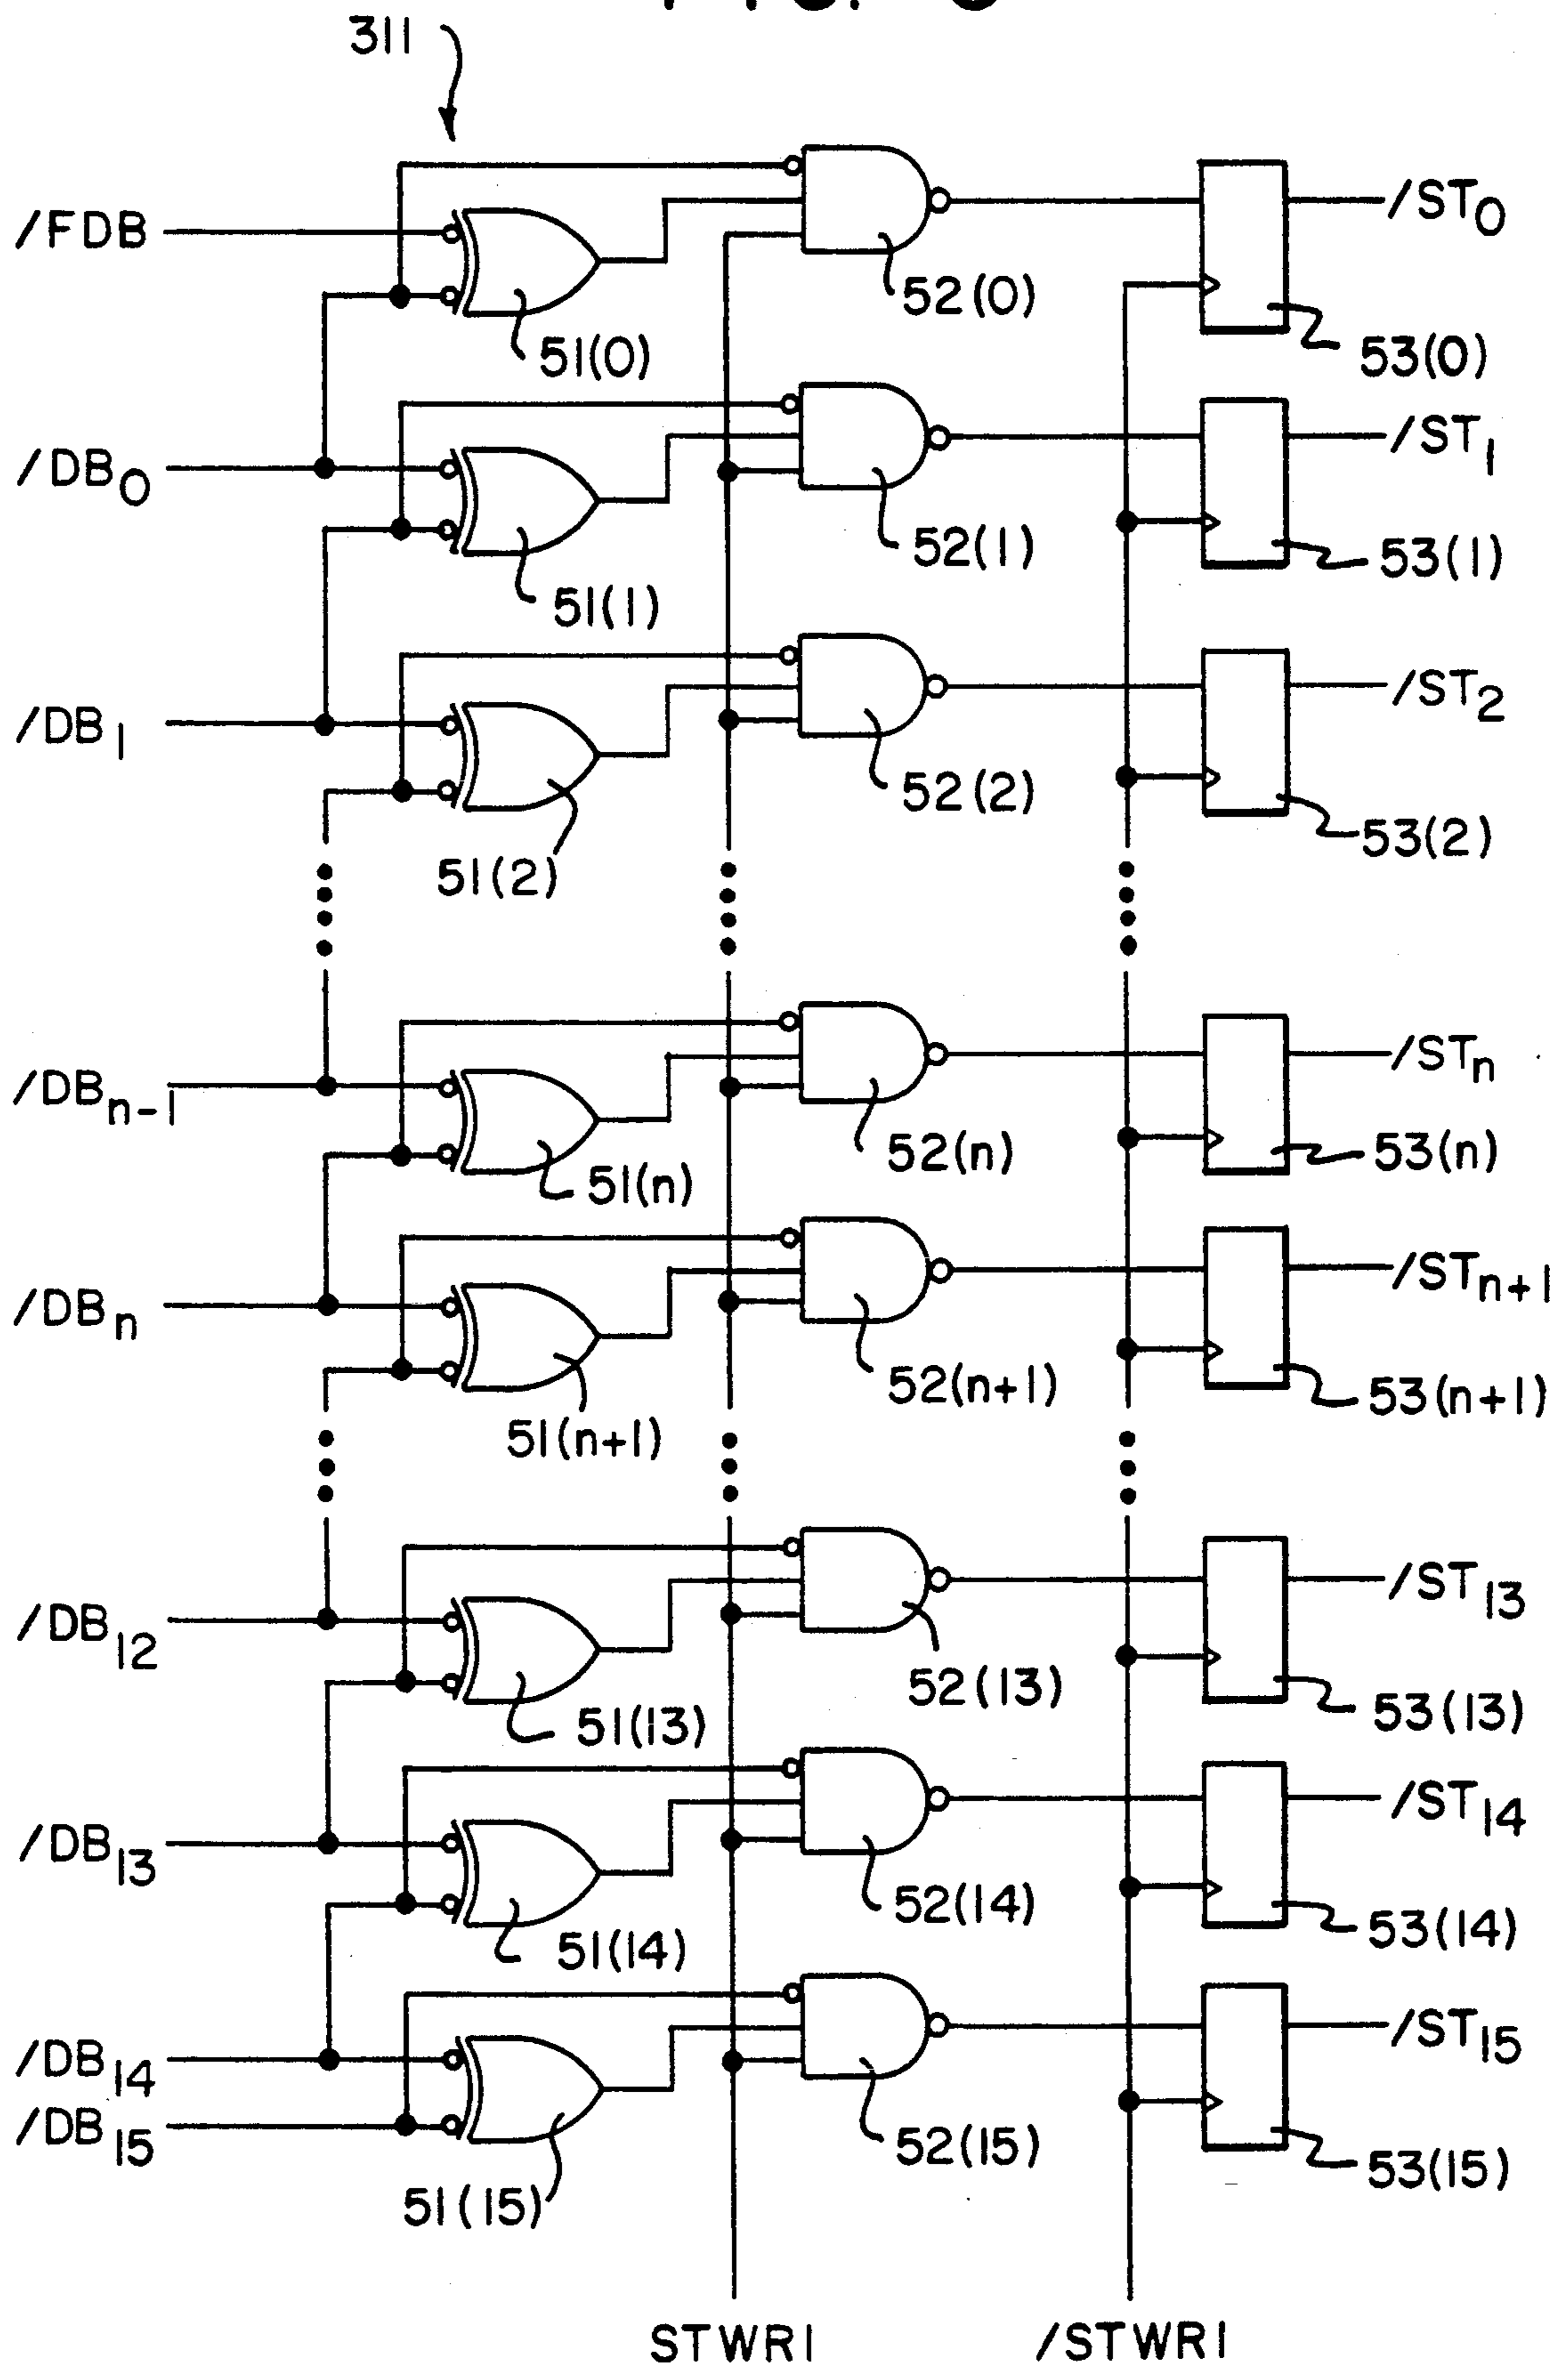 311
/FDB
/ST0
52(0)
51(0)
53(0)
/DB0
/ST1
52(1)
53(1)
51(1)
/DB1
/ST2
52(2)
53(2)
51(2)
/DBn-1
/STn
52(n)
53(n)
51(n)
/DBn
/STn+1
52(n+1)
53(n+1)
51(n+1)
/DB12
/ST13
52(13)
53(13)
51(13)
/DB13
/ST14
52(14)
53(14)
51(14)
/DB14
/ST15
/DB15
52(15)
53(15)
51(15)
STWR1
/STWR1